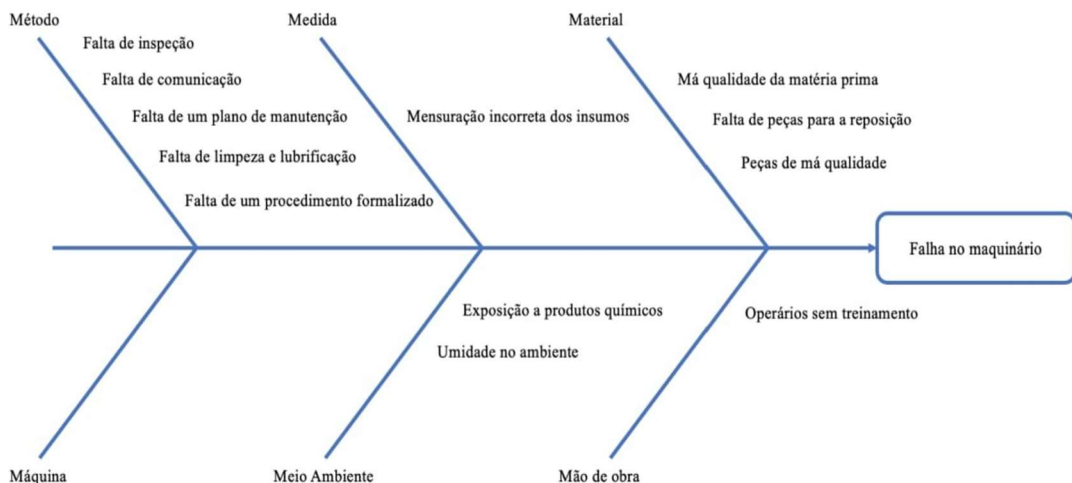 Método
Medida
Material
Falta de inspeção
Falta de comunicação
Falta de um plano de manutenção
Falta de limpeza e lubrificação
Falta de um procedimento formalizado
Mensuração incorreta dos insumos
Má qualidade da matéria prima
Falta de peças para a reposição
Peças de má qualidade
Falha no maquinário
Exposição a produtos químicos
Umidade no ambiente
Operários sem treinamento
Máquina
Meio Ambiente
Mão de obra